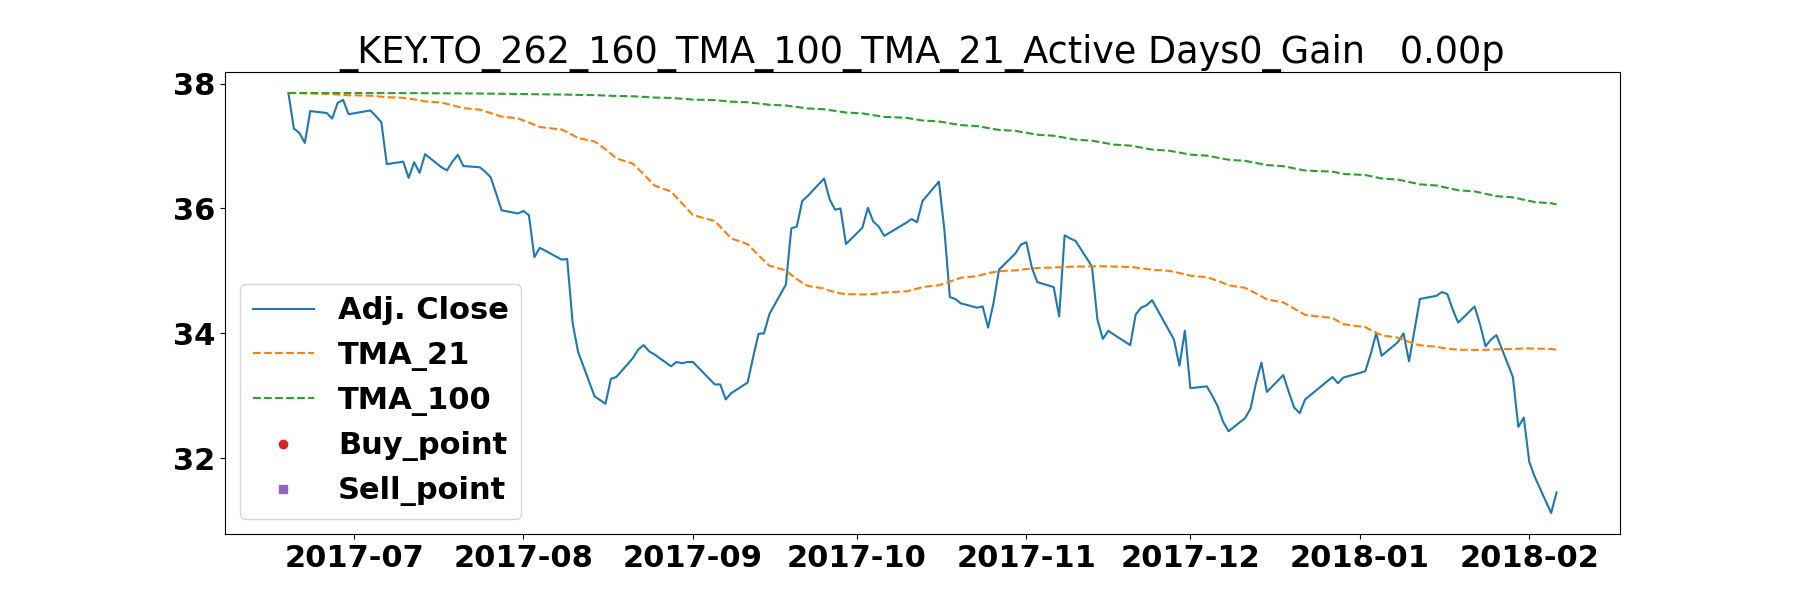 _KEY.TO_262_160_TMA_100_TMA_21_Active Days0_Gain   0.00p
38
36
34
32
Adj. Close
TMA_21
TMA_100
Buy_point
Sell_point
2017-07 2017-08 2017-09 2017-10 2017-11 2017-12 2018-01 2018-02